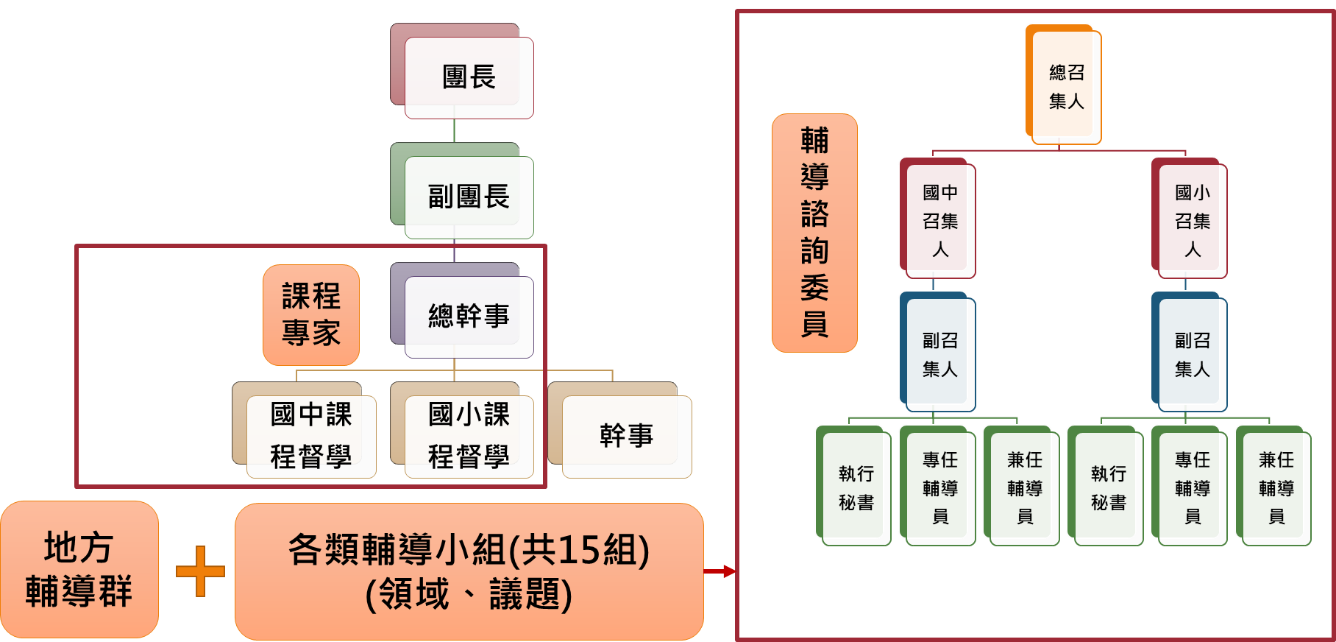 團長
副團長
課程
專家
總幹事
國中課
程督學
國小課
程督學
幹事
地方
輔導群
各類輔導小組(共15組)
(領域、議題)
輔
導
諮
詢
委
員
總召
集人
國中
召集
人
國小
召集
人
副召
集人
副召
集人
執行
秘書
專任
輔導
員
兼任
輔導
員
執行
秘書
專任
輔導
員
兼任
輔導
員